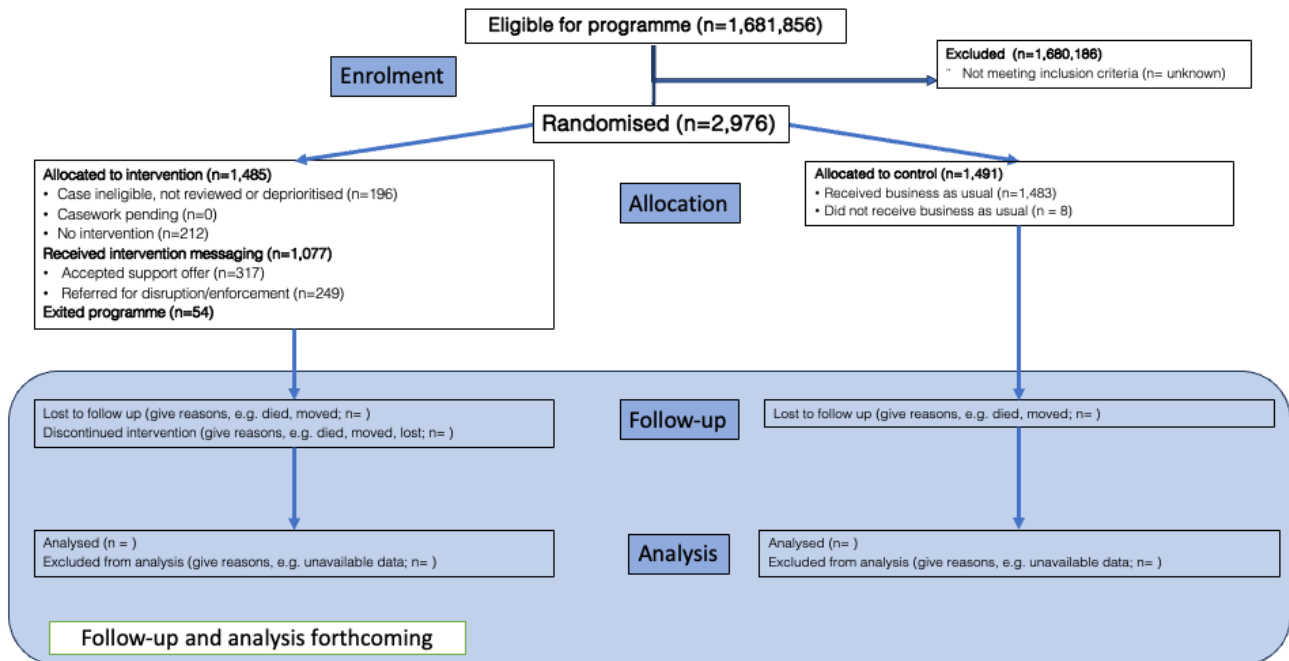 Eligible for programme (n=1,681,856)
Enrolment
Excluded (n=1,680,186)
¨ Not meeting inclusion criteria (n= unknown)
Randomised (n=2,976)
Allocated to intervention (n=1,485)
• Case ineligible, not reviewed or deprioritised (n=196)
• Casework pending (n=0)
• No intervention (n=212)
Received intervention messaging (n=1,077)
• Accepted support offer (n=317)
• Referred for disruption/enforcement (n=249)
Exited programme (n=54)
Allocation
Allocated to control (n=1,491)
• Received business as usual (n=1,483)
• Did not receive business as usual (n = 8)
Lost to follow up (give reasons, e.g. died, moved; n= )
Discontinued intervention (give reasons, e.g. died, moved, lost; n= )
Follow-up
Lost to follow up (give reasons, e.g. died, moved; n= )
Analysed (n = )
Excluded from analysis (give reasons, e.g. unavailable data; n= )
Analysis
Analysed (n= )
Excluded from analysis (give reasons, e.g. unavailable data; n= )
Follow-up and analysis forthcoming